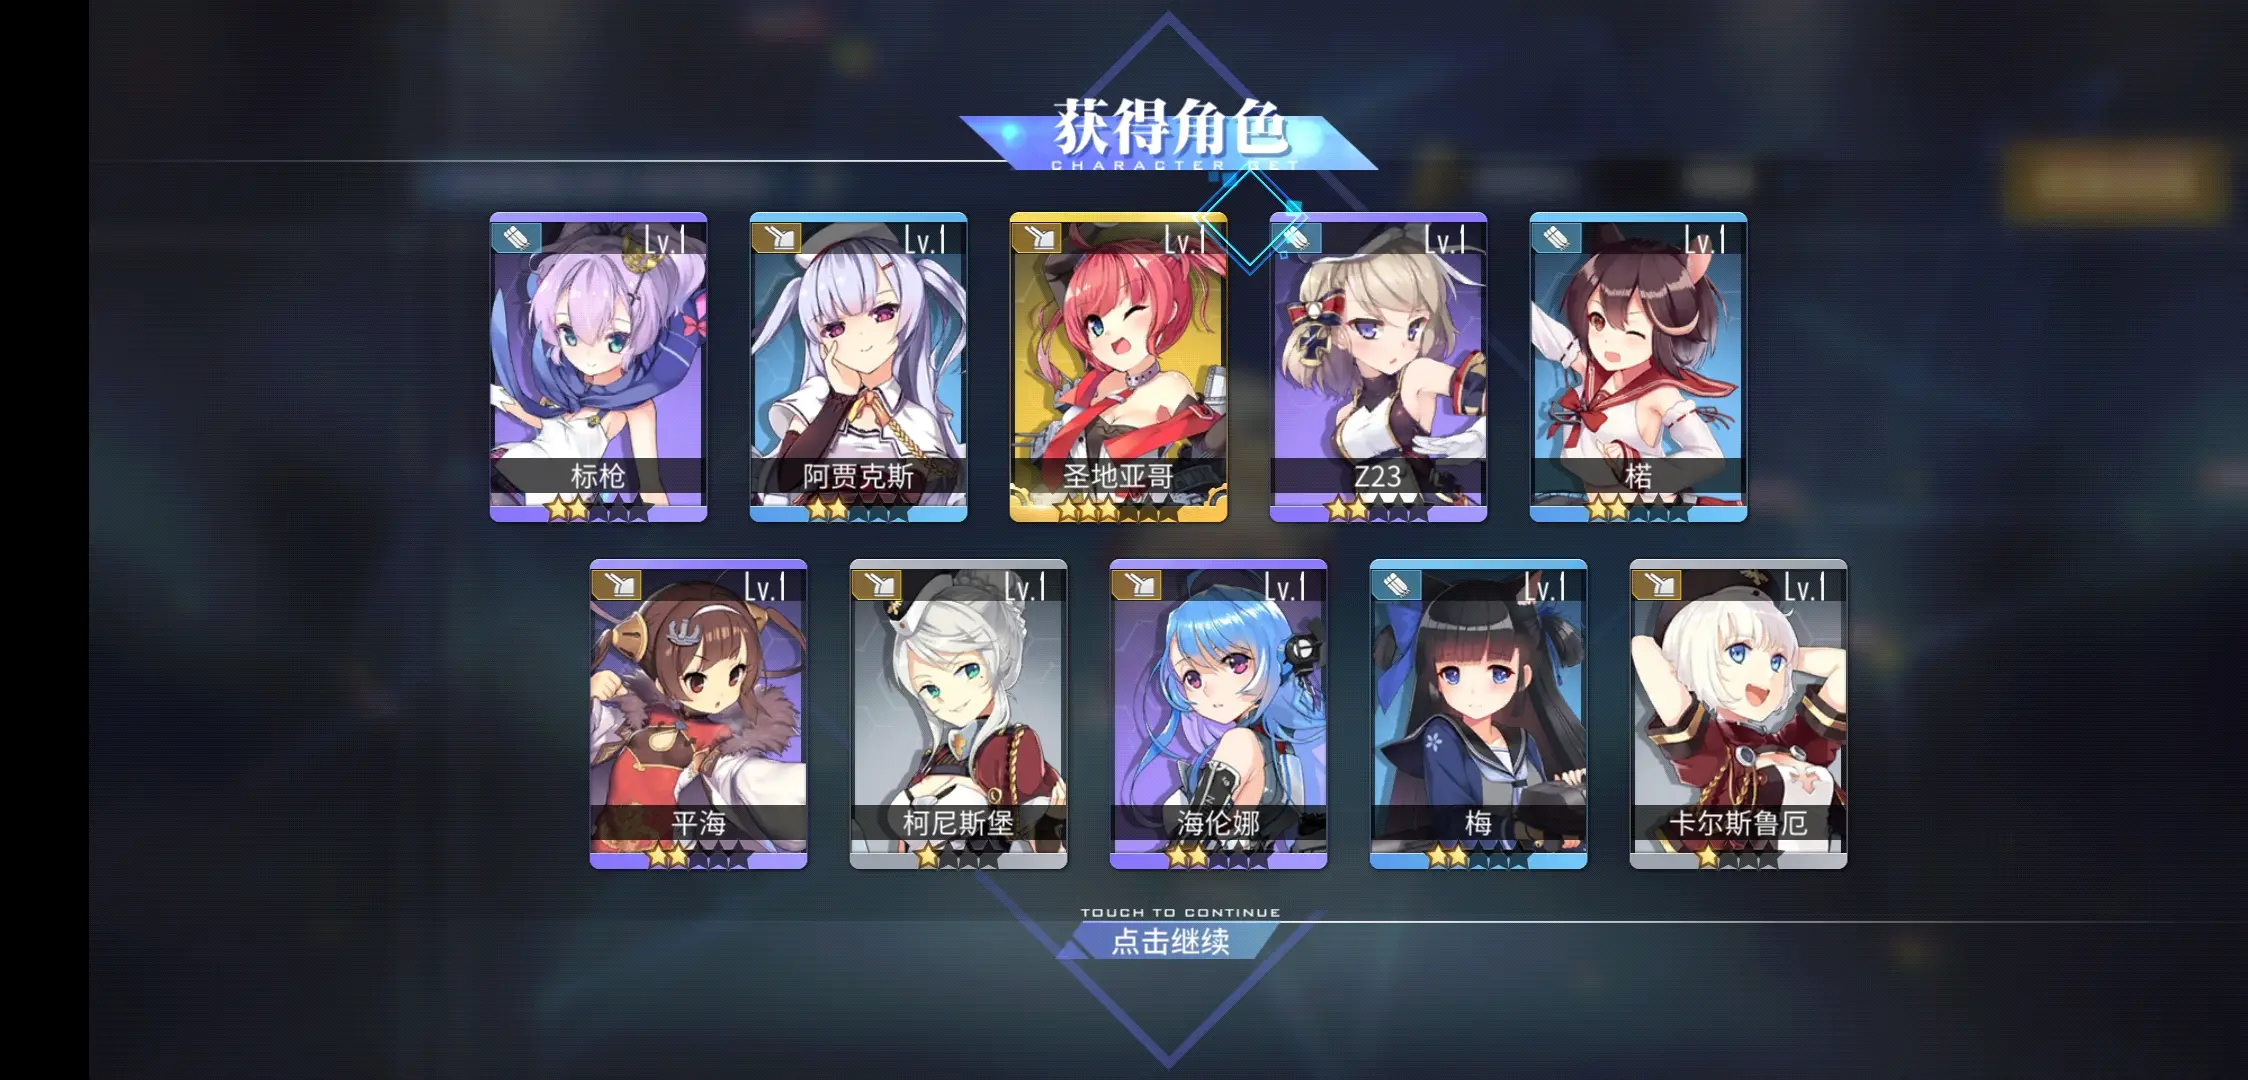 获得角色
CHARACTER GET
Lv.1
Lv.1
Lv.1
Lv.1
Lv.1
标枪
阿贾克斯
圣地亚哥
Z23
楉
Lv.1
Lv.1
Lv.1
Lv.1
Lv.1
平海
柯尼斯堡
海伦娜
梅
卡尔斯鲁厄
TOUCH TO CONTINUE
点击继续